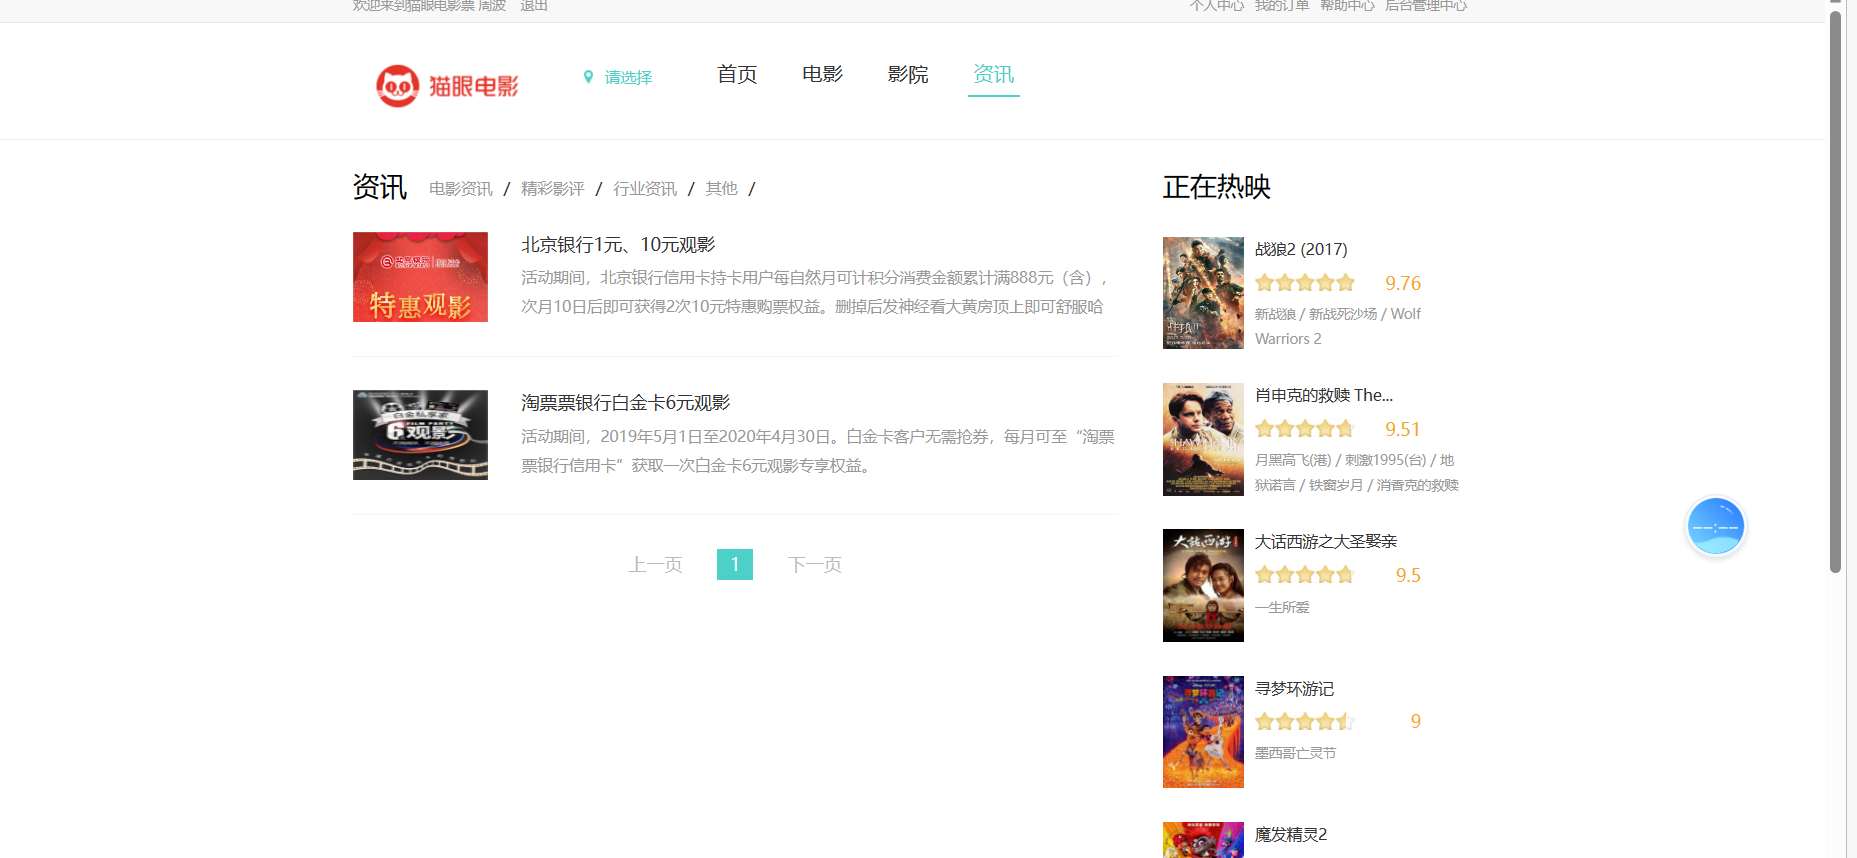 欢迎来到猫眼电影票 周波 退出
个人中心 我的订单 帮助中心 后台管理中心
猫眼电影
请选择
首页 电影 影院 资讯
资讯 电影资讯 / 精彩影评 / 行业资讯 / 其他 /
特惠观影
北京银行1元、10元观影
活动期间，北京银行信用卡持卡用户每自然月可计积分消费金额累计满888元（含），
次月10日后即可获得2次10元特惠购票权益。删掉后发神经看大黄房顶上即可舒服哈
白金私享家
6观影
淘票票银行白金卡6元观影
活动期间，2019年5月1日至2020年4月30日。白金卡客户无需抢券，每月可至“淘票
票银行信用卡”获取一次白金卡6元观影专享权益。
上一页 1 下一页
正在热映
战狼2 (2017)
9.76
新战狼 / 新战死沙场 / Wolf
Warriors 2
肖申克的救赎 The...
9.51
月黑高飞(港) / 刺激1995(台) / 地
狱诺言 / 铁窗岁月 / 消香克的救赎
大话西游
大话西游之大圣娶亲
9.5
一生所爱
寻梦环游记
寻梦环游记
9
墨西哥亡灵节
魔发精灵2
--:--